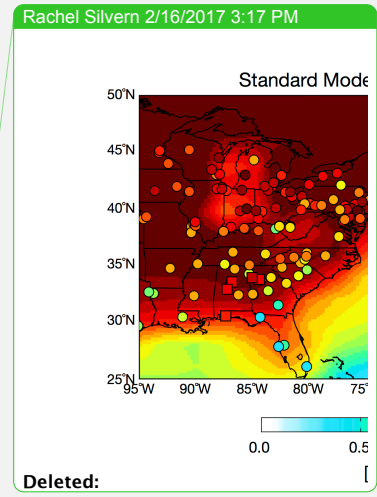 Rachel Silvern 2/16/2017 3:17 PM
Standard Mode
50°N
45°N
40°N
35°N
30°N
25°N
95°W 90°W 85°W 80°W 75°
0.0 0.5
[
Deleted: